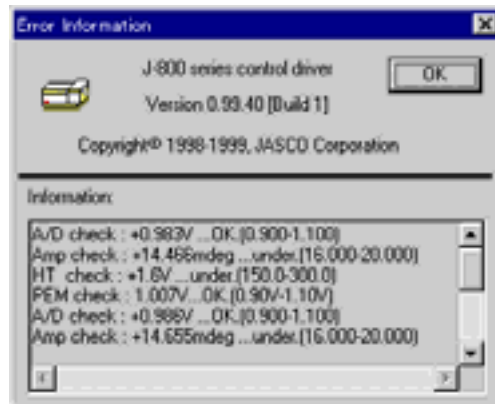 Error Information
J-800 series control driver
OK
Version 0.99.40 [Build 1]
Copyright© 1998-1999, JASCO Corporation
Information:
A/D check : +0.983V ...OK.(0.900-1.100)
Amp check : +14.466mdeg ...under.(16.000-20.000)
HT check : +1.6V ...under.(150.0-300.0)
PEM check : 1.007V...OK.(0.90V-1.10V)
A/D check : +0.986V ...OK.(0.900-1.100)
Amp check : +14.655mdeg ...under.(16.000-20.000)